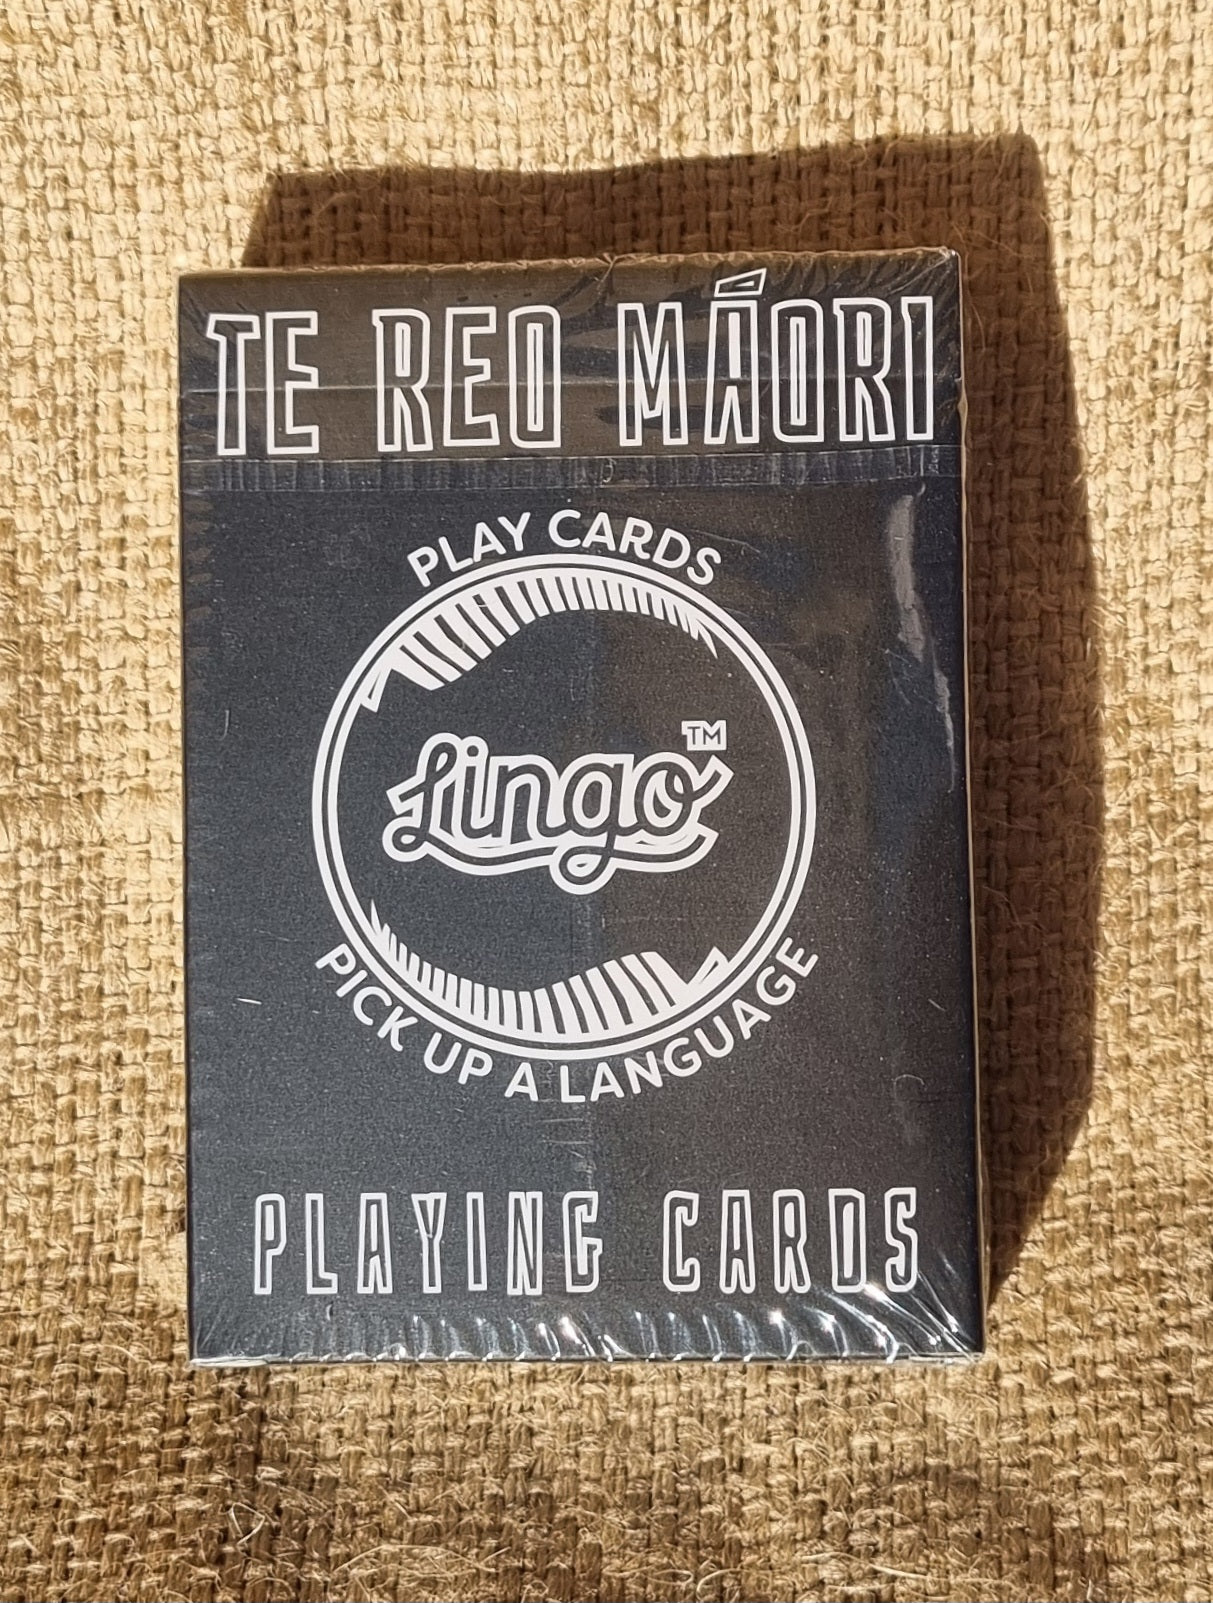 TE REO MĀORI
PLAY CARDS
Lingo™
PICK UP A LANGUAGE
PLAYING CARDS